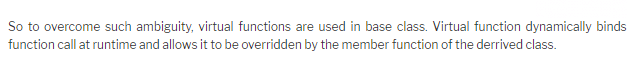 So to overcome such ambiguity, virtual functions are used in base class. Virtual function dynamically binds
function call at runtime and allows it to be overridden by the member function of the derrived class.